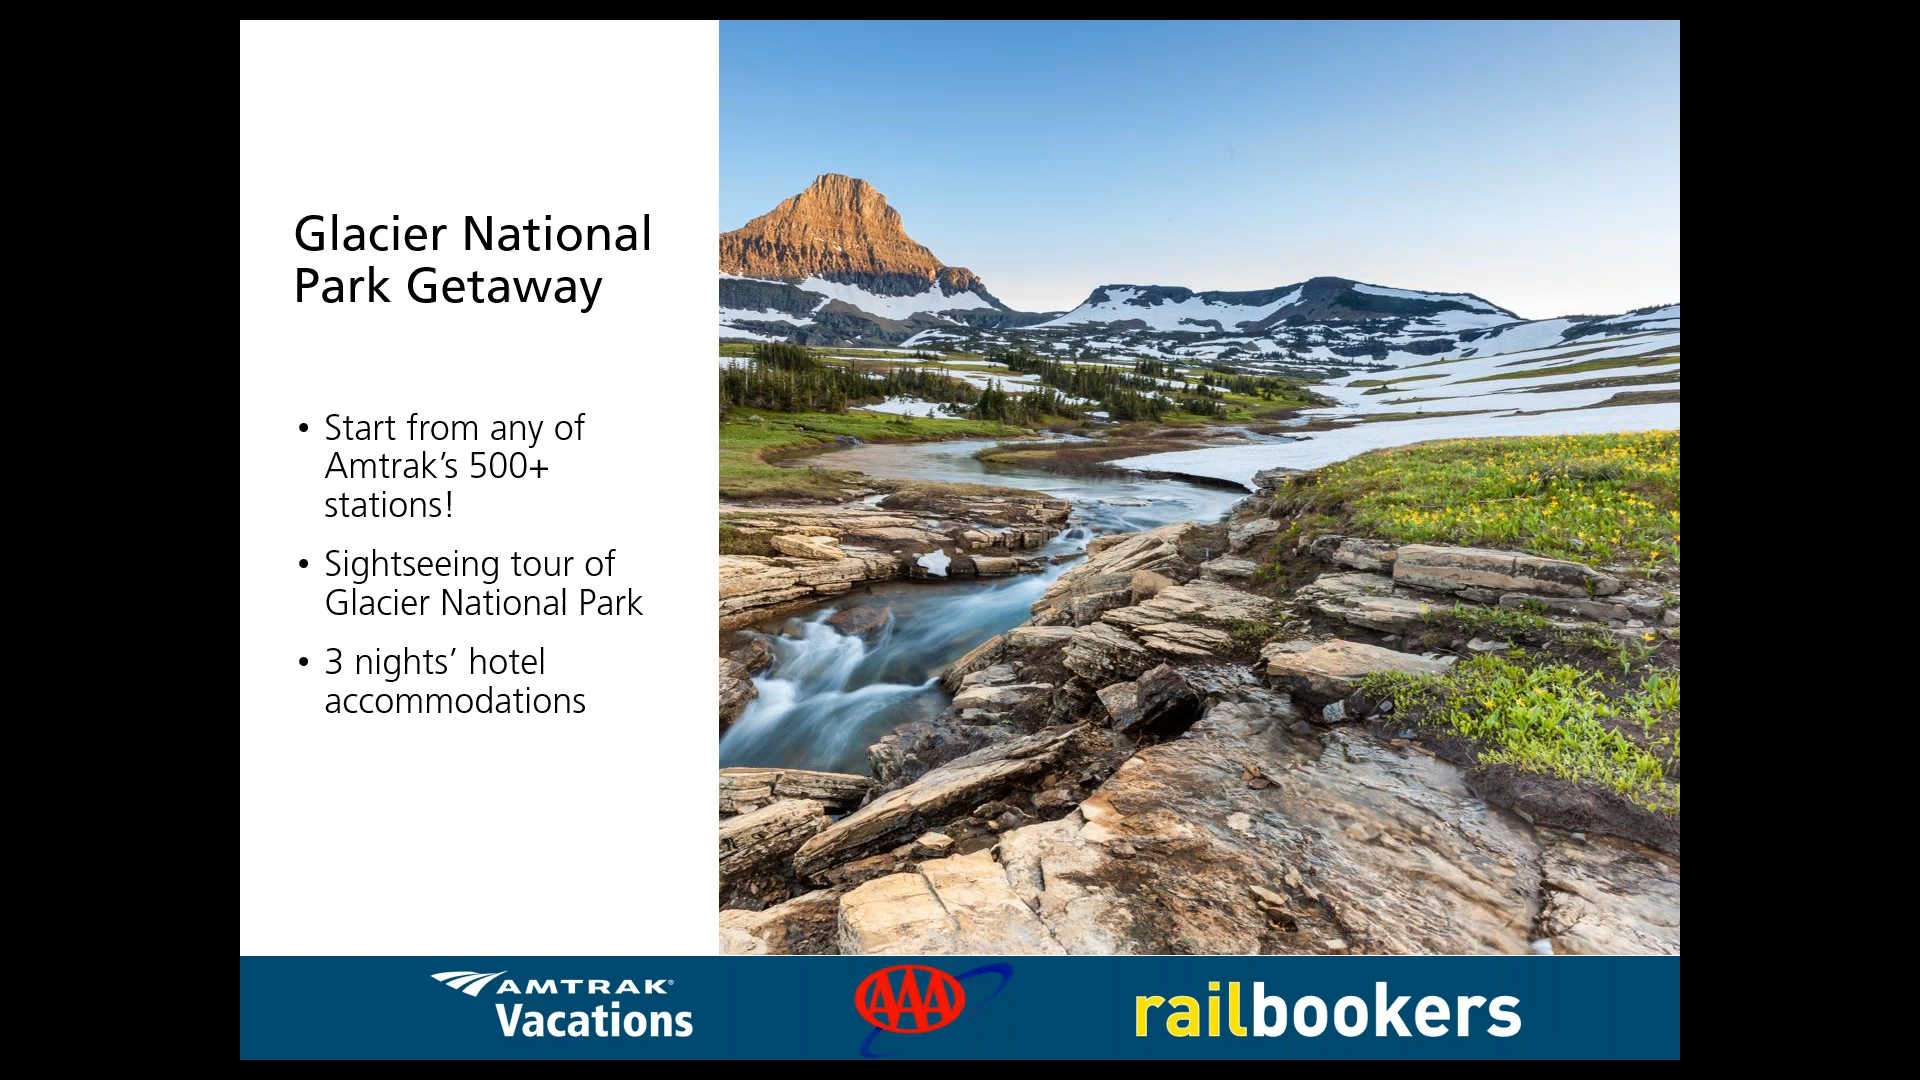 Glacier National
Park Getaway
• Start from any of
Amtrak’s 500+
stations!
• Sightseeing tour of
Glacier National Park
• 3 nights’ hotel
accommodations
AMTRAK®
Vacations
AAA
railbookers